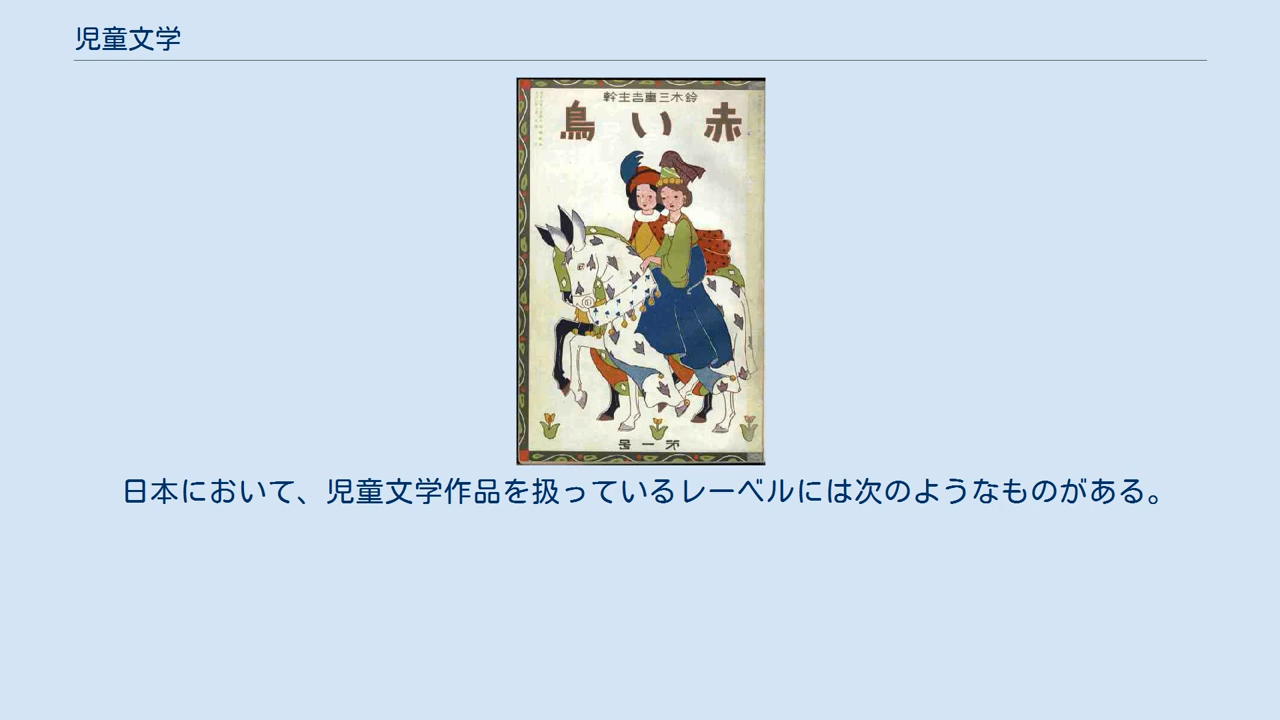 児童文学
鈴木三重吉主幹
赤い鳥
第一号
日本において、児童文学作品を扱っているレーベルには次のようなものがある。